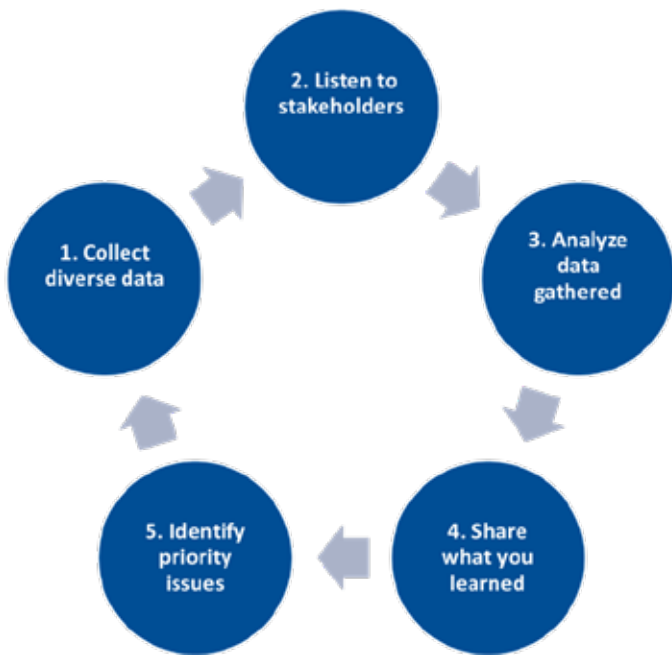 1. Collect
diverse data
2. Listen to
stakeholders
3. Analyze
data
gathered
4. Share
what you
learned
5. Identify
priority
issues